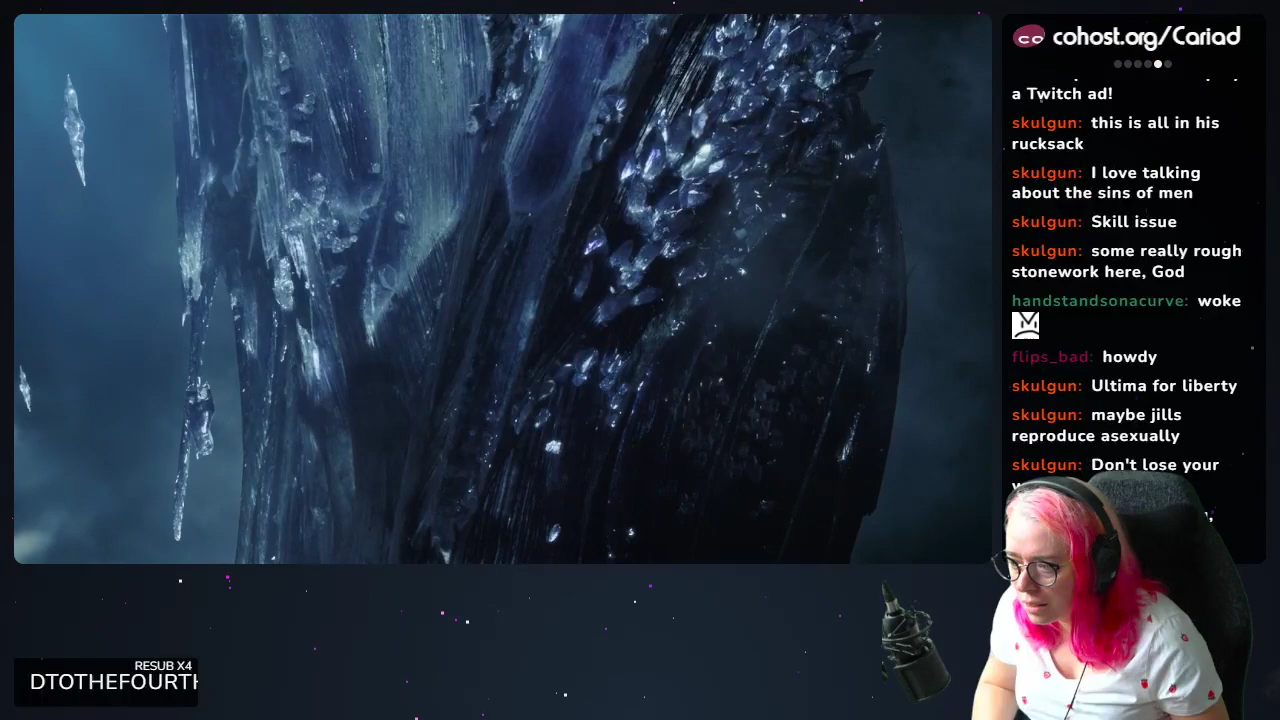 cohost.org/Cariad
a Twitch ad!
skulgun: this is all in his
rucksack
skulgun: I love talking
about the sins of men
skulgun: Skill issue
skulgun: some really rough
stonework here, God
handstandsonacurve: woke
flips_bad: howdy
skulgun: Ultima for liberty
skulgun: maybe jills
reproduce asexually
skulgun: Don't lose your
RESUB X4
DTOTHEFOURTH